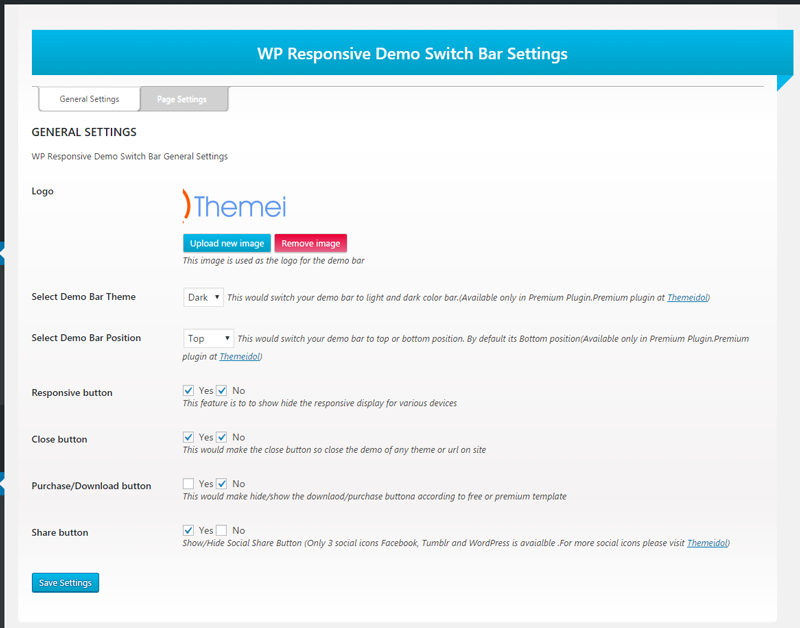 WP Responsive Demo Switch Bar Settings
General Settings
Page Settings
GENERAL SETTINGS
WP Responsive Demo Switch Bar General Settings
Logo
)Themei
Upload new image Remove image
This image is used as the logo for the demo bar
Select Demo Bar Theme
Dark This would switch your demo bar to light and dark color bar.(Available only in Premium Plugin.Premium plugin at Themeidol)
Select Demo Bar Position
Top This would switch your demo bar to top or bottom position. By default its Bottom position(Available only in Premium Plugin.Premium
plugin at Themeidol)
Responsive button
Yes No
This feature is to to show hide the responsive display for various devices
Close button
Yes No
This would make the close button so close the demo of any theme or url on site
Purchase/Download button
Yes No
This would make hide/show the downlaod/purchase buttona according to free or premium template
Share button
Yes No
Show/Hide Social Share Button (Only 3 social icons Facebook, Tumblr and WordPress is avaialble .For more social icons please visit Themeidol)
Save Settings